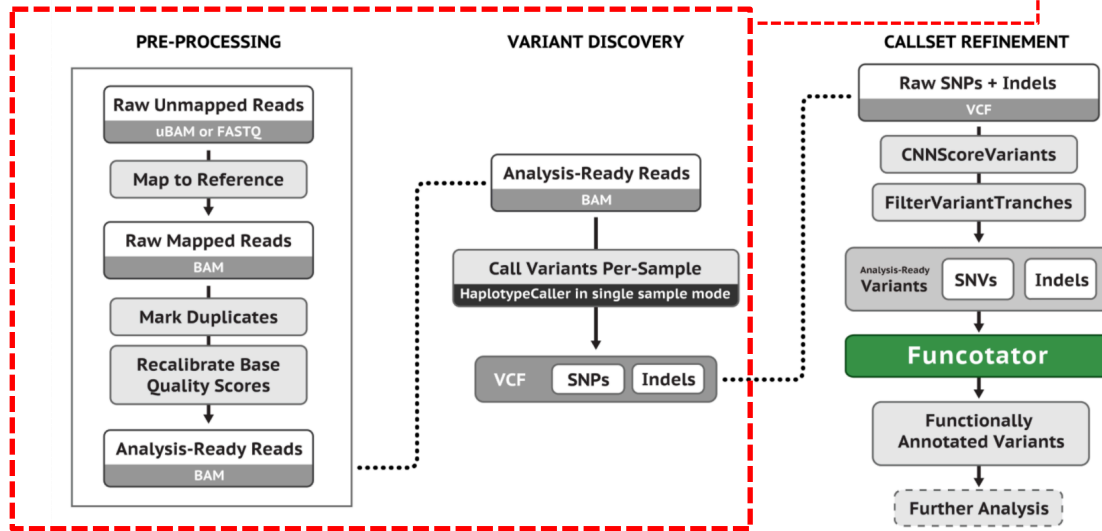 PRE-PROCESSING
Raw Unmapped Reads
uBAM or FASTQ
Map to Reference
Raw Mapped Reads
BAM
Mark Duplicates
Recalibrate Base
Quality Scores
Analysis-Ready Reads
BAM
VARIANT DISCOVERY
Analysis-Ready Reads
BAM
Call Variants Per-Sample
HaplotypeCaller in single sample mode
VCF SNPs Indels
CALLSET REFINEMENT
Raw SNPs + Indels
VCF
CNNScoreVariants
FilterVariantTranches
Analysis-Ready
Variants SNVs Indels
Funcotator
Functionally
Annotated Variants
Further Analysis